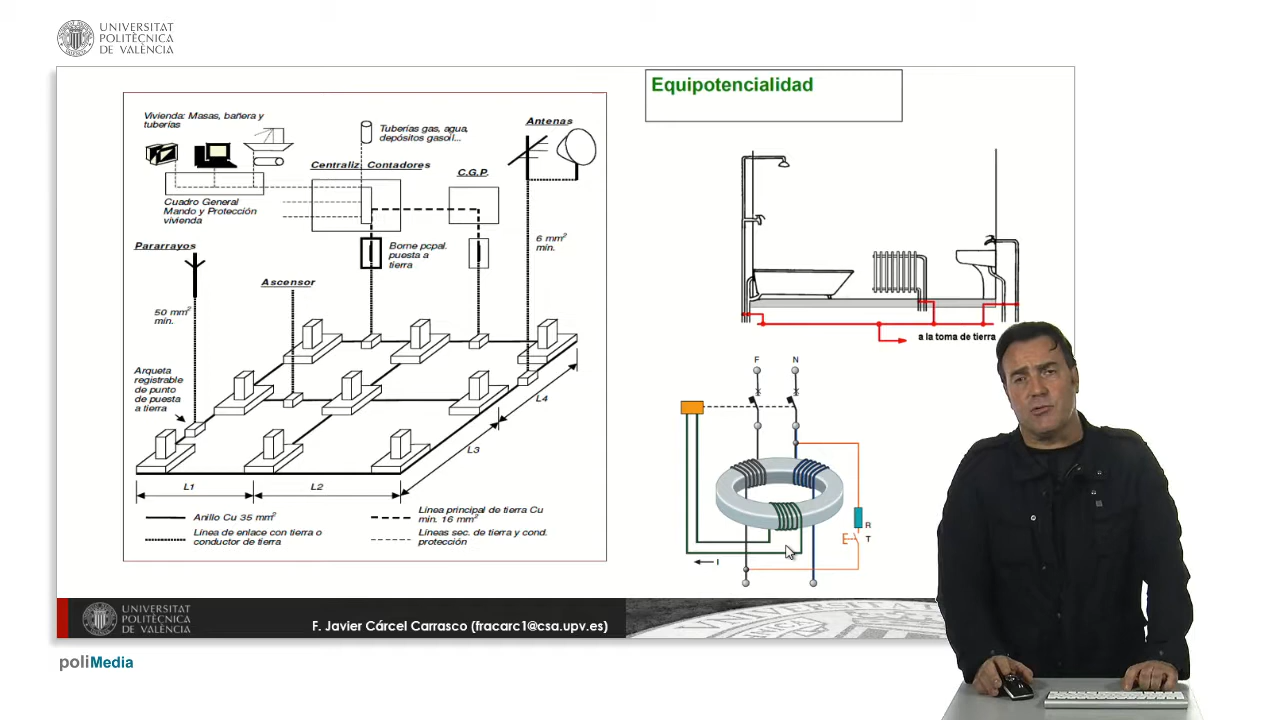 UNIVERSITAT
POLITÈCNICA
DE VALÈNCIA
Equipotencialidad
Vivienda: Masas, bañera y
tuberías
Tuberías gas, agua,
depósitos gasoil...
Antenas
Centraliz. Contadores
C.G.P.
Cuadro General
Mando y Protección
vivienda
Pararrayos
Borne pcpal.
puesta a
tierra
6 mm²
mín.
Ascensor
50 mm²
mín.
Arqueta
registrable
de punto
de puesta
a tierra
L4
L3
L1
L2
Anillo Cu 35 mm²
Línea principal de tierra Cu
mín. 16 mm²
Línea de enlace con tierra o
conductor de tierra
Líneas sec. de tierra y cond.
protección
a la toma de tierra
F
N
R
T
I
UNIVERSITAT
POLITÈCNICA
DE VALÈNCIA
F. Javier Cárcel Carrasco (fracarc1@csa.upv.es)
poliMedia